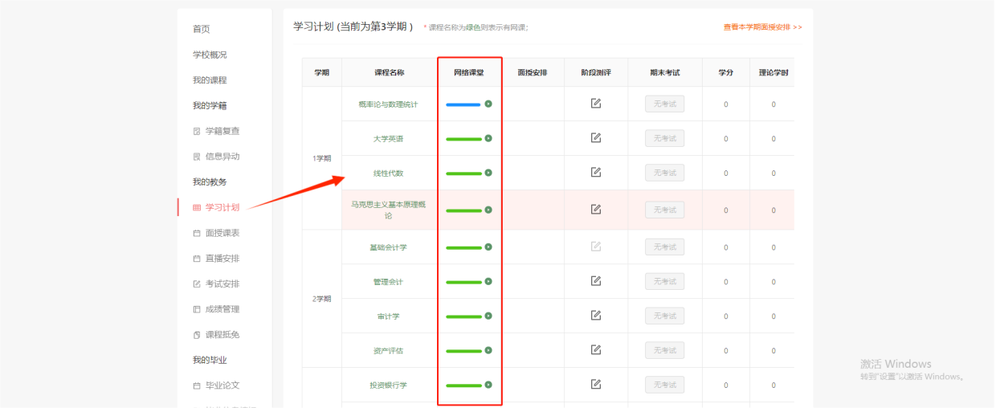 首页
学校概况
我的课程
我的学籍
学籍复查
信息异动
我的教务
学习计划
面授课表
直播安排
考试安排
成绩管理
课程抵免
我的毕业
毕业论文
学习计划 (当前为第3学期 )
* 课程名称为绿色则表示有网课;
查看本学期面授安排 >>
学期 课程名称 网络课堂 面授安排 阶段测评 期末考试 学分 理论学时
1学期
概率论与数理统计 无考试 0 0
大学英语 无考试 0 0
线性代数 无考试 0 0
马克思主义基本原理概
论 无考试 0 0
2学期
基础会计学 无考试 0 0
管理会计 无考试 0 0
审计学 无考试 0 0
资产评估 无考试 0 0
投资银行学 无考试 0 0
激活 Windows
转到"设置"以激活 Windows。